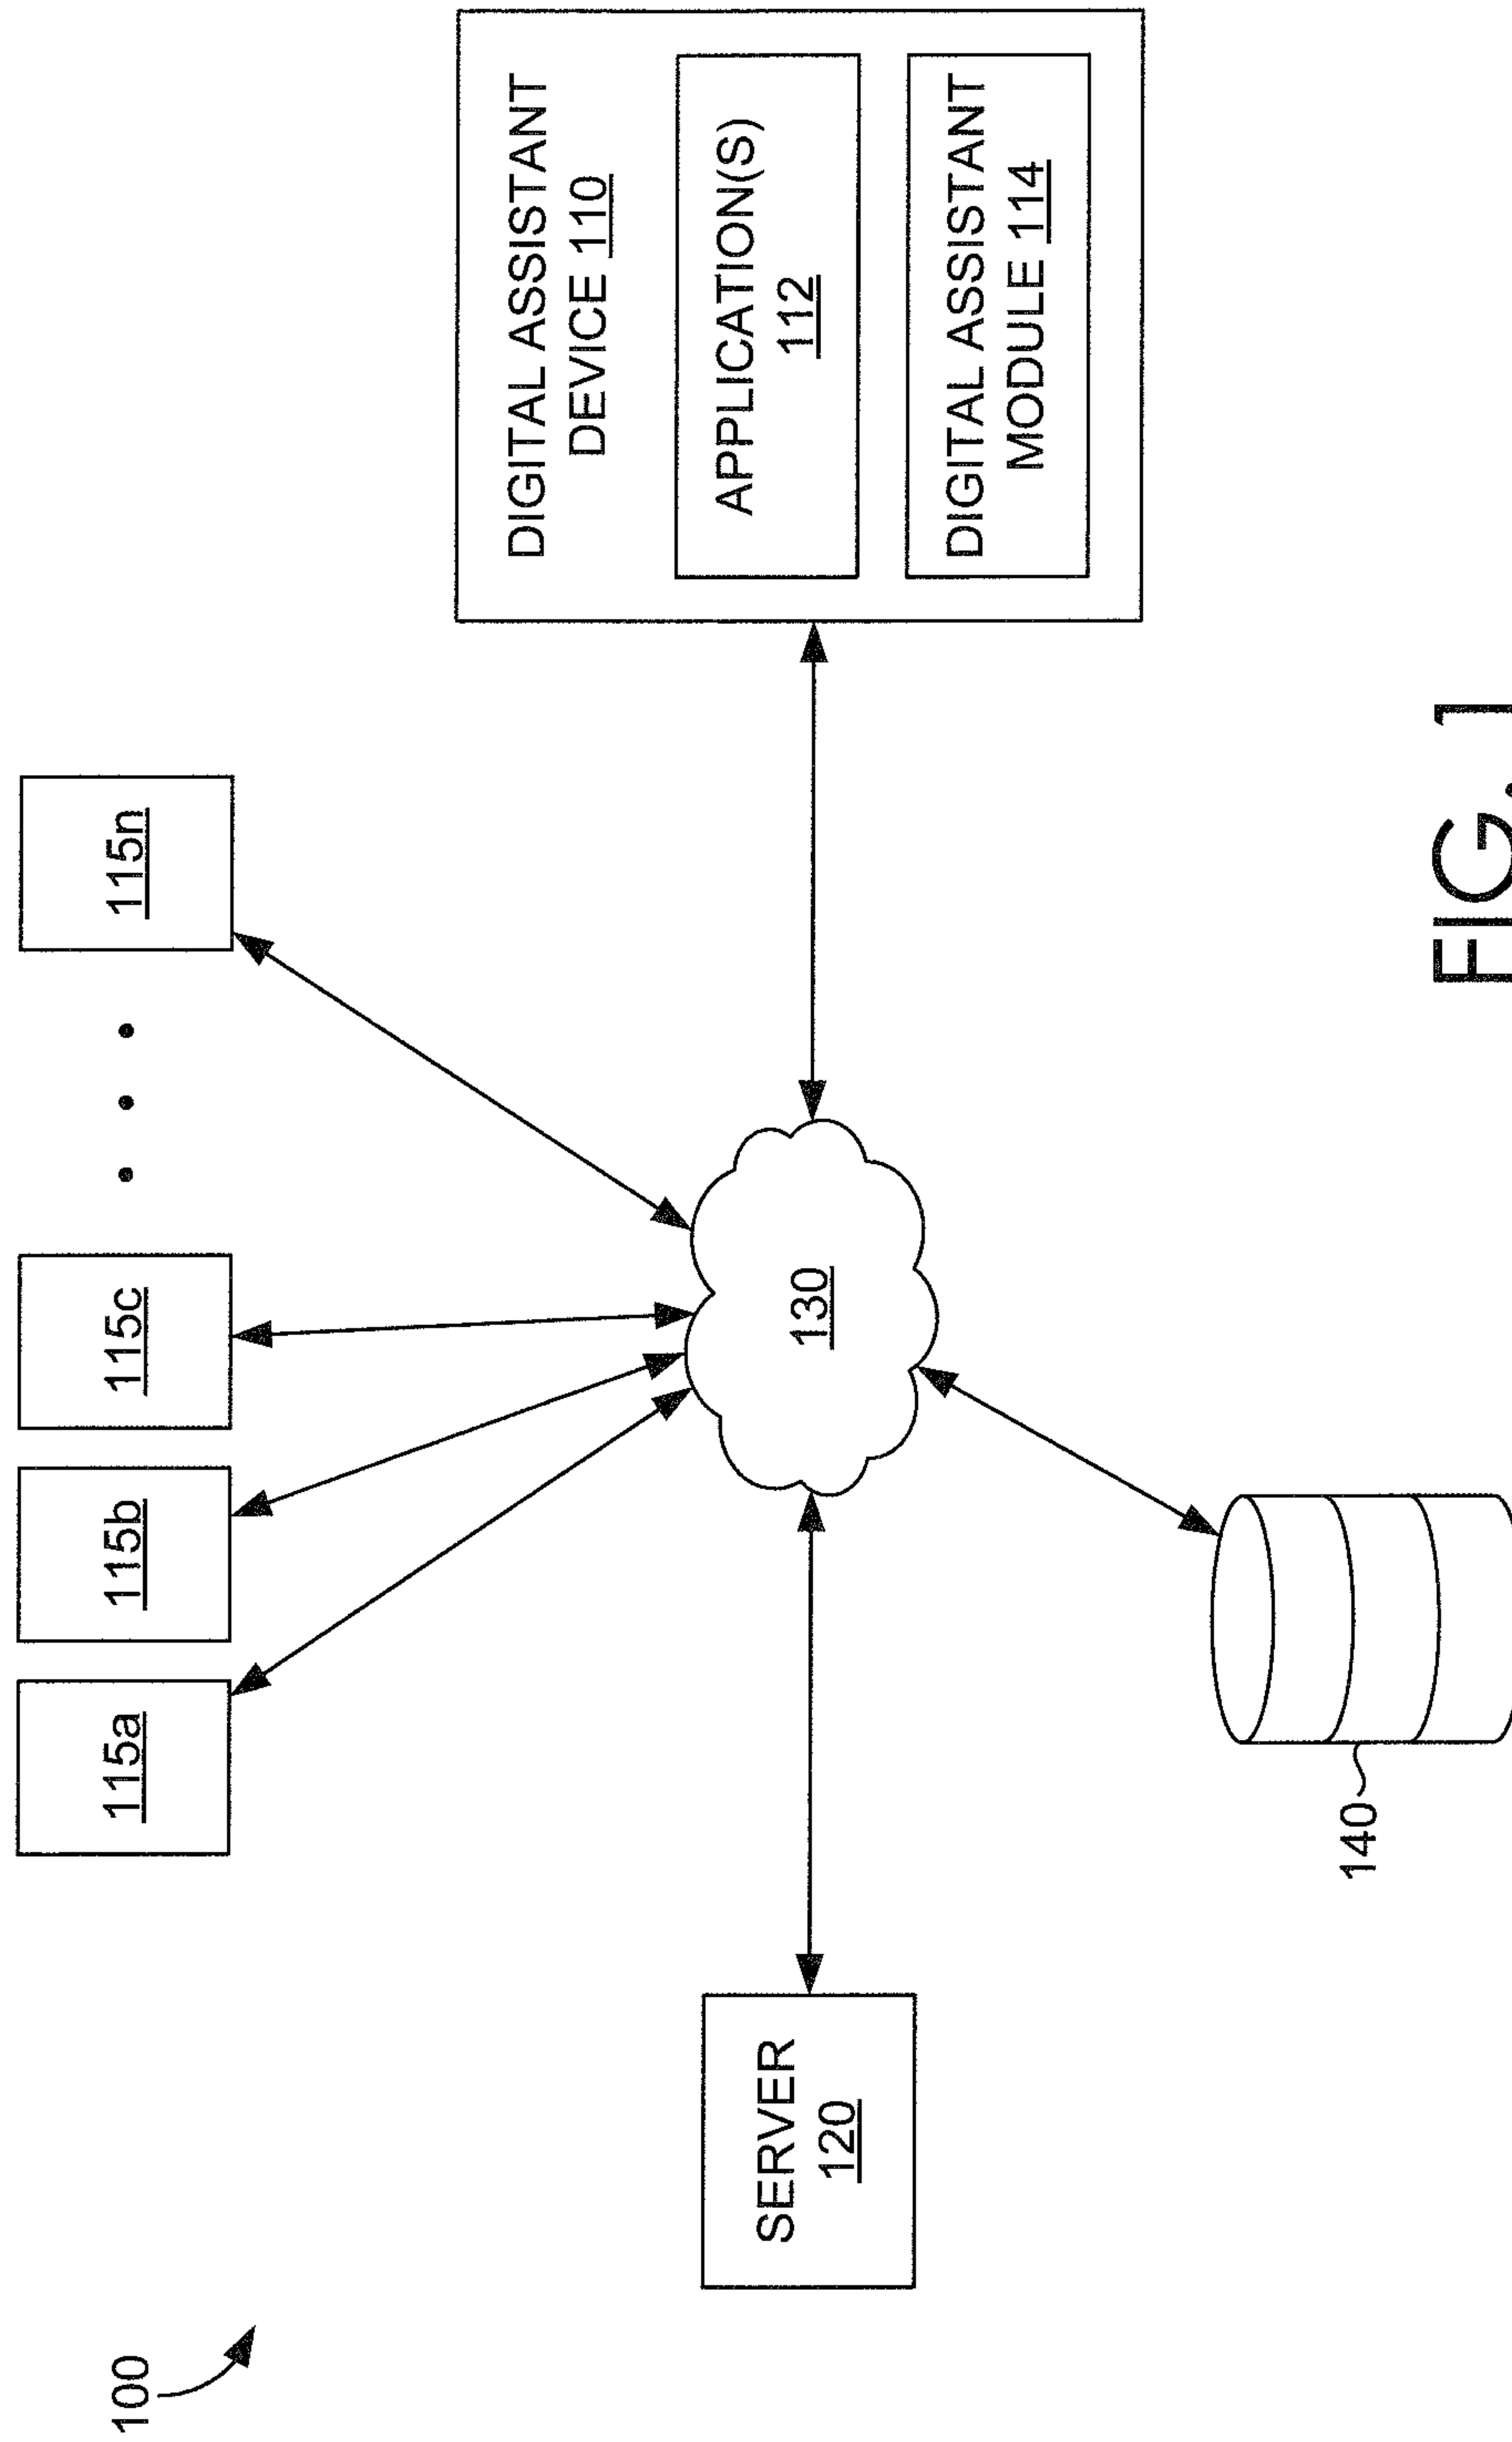 100
115a
115b
115c
115n
DIGITAL ASSISTANT
DEVICE 110
APPLICATION(S)
112
DIGITAL ASSISTANT
MODULE 114
130
SERVER
120
140
FIG. 1